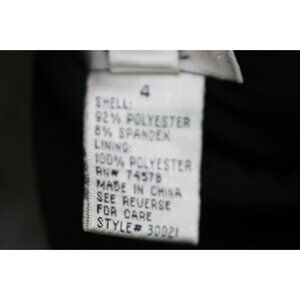 4
SHELL:
92% POLYESTER
8% SPANDEX
LINING:
100% POLYESTER
RN# 74578
MADE IN CHINA
SEE REVERSE
FOR CARE
STYLE# 30021